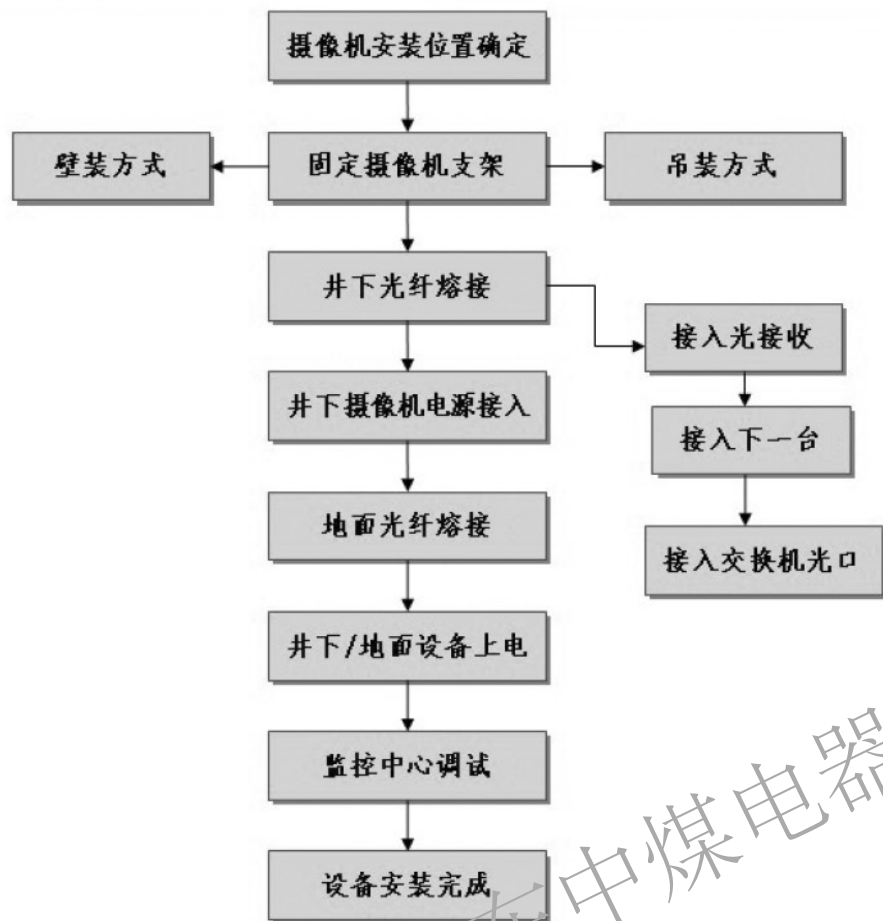 摄像机安装位置确定
壁装方式
固定摄像机支架
吊装方式
井下光纤熔接
接入光接收
井下摄像机电源接入
接入下一台
地面光纤熔接
接入交换机光口
井下/地面设备上电
监控中心调试
设备安装完成
中煤电器